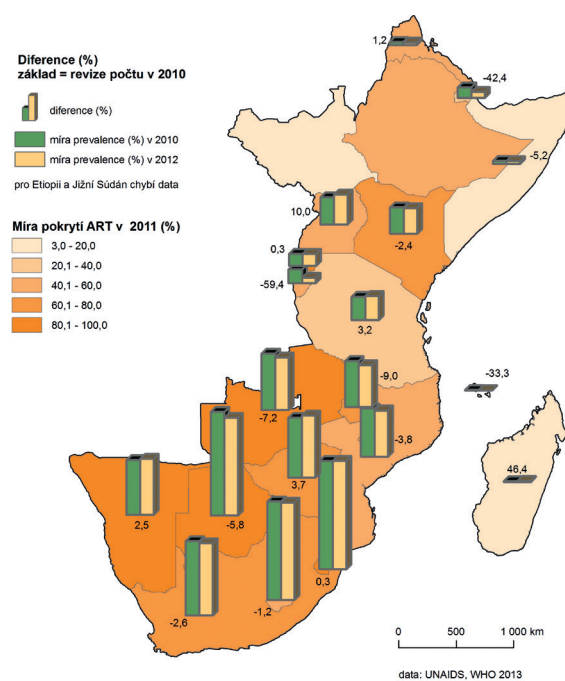 Diference (%)
základ = revize počtu v 2010
diference (%)
míra prevalence (%) v 2010
míra prevalence (%) v 2012
pro Etiopii a Jižní Súdán chybí data
Míra pokrytí ART v 2011 (%)
3,0 - 20,0
20,1 - 40,0
40,1 - 60,0
60,1 - 80,0
80,1 - 100,0
1,2
-42,4
-5,2
10,0
-2,4
0,3
-59,4
3,2
-9,0
-33,3
-7,2
-3,8
46,4
3,7
2,5
-5,8
0,3
-1,2
-2,6
0 500 1 000 km
data: UNAIDS, WHO 2013